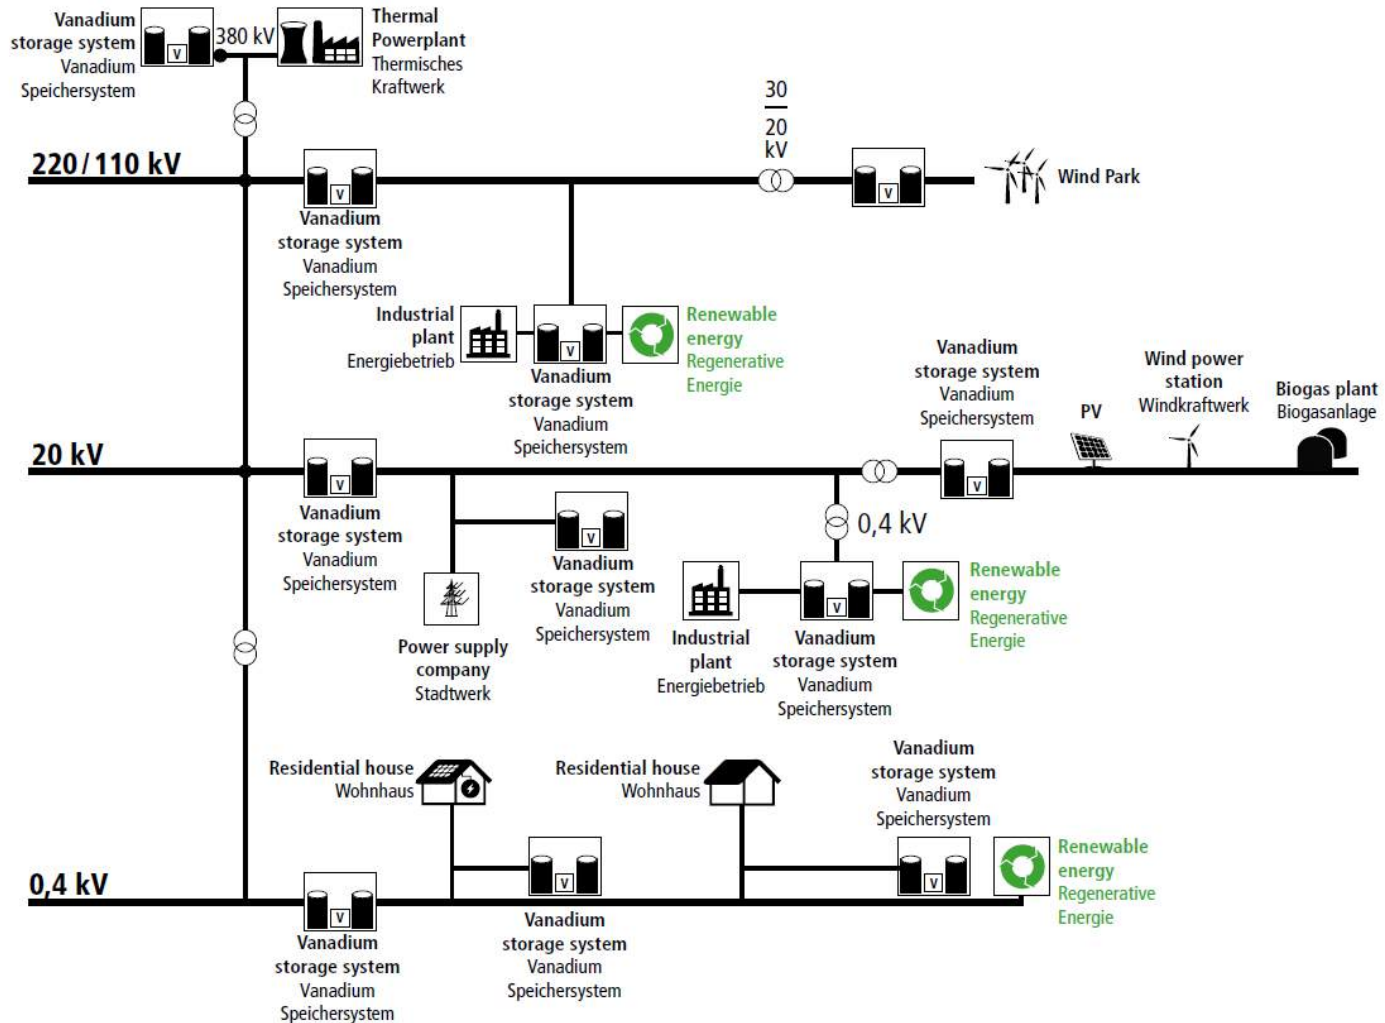 Vanadium
storage system
Vanadium
Speichersystem
V
380 kV
Thermal
Powerplant
Thermisches
Kraftwerk
30
20
kV
220/110 kV
V
Vanadium
storage system
Vanadium
Speichersystem
V
Wind Park
Industrial
plant
Energiebetrieb
V
Vanadium
storage system
Vanadium
Speichersystem
Renewable
energy
Regenerative
Energie
Vanadium
storage system
Vanadium
Speichersystem
V
PV
Wind power
station
Windkraftwerk
Biogas plant
Biogasanlage
20 kV
V
Vanadium
storage system
Vanadium
Speichersystem
V
Vanadium
storage system
Vanadium
Speichersystem
Power supply
company
Stadtwerk
0,4 kV
Industrial
plant
Energiebetrieb
V
Vanadium
storage system
Vanadium
Speichersystem
Renewable
energy
Regenerative
Energie
Residential house
Wohnhaus
Residential house
Wohnhaus
Vanadium
storage system
Vanadium
Speichersystem
V
Renewable
energy
Regenerative
Energie
0,4 kV
V
Vanadium
storage system
Vanadium
Speichersystem
V
Vanadium
storage system
Vanadium
Speichersystem